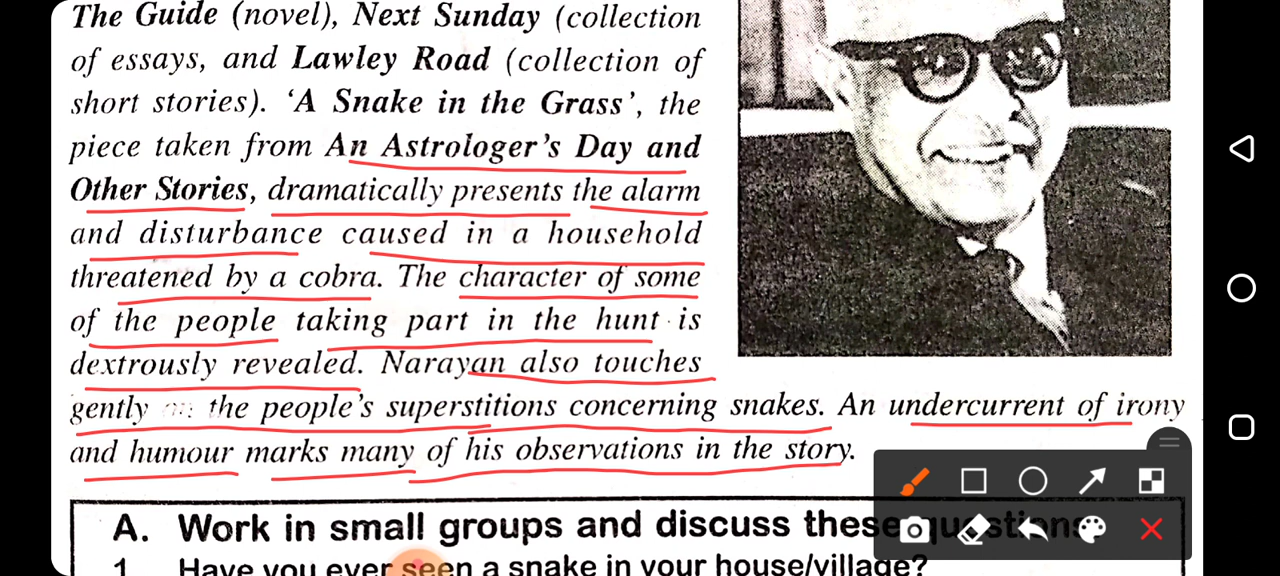 The Guide (novel), Next Sunday (collection
of essays, and Lawley Road (collection of
short stories). ‘A Snake in the Grass’, the
piece taken from An Astrologer’s Day and
Other Stories, dramatically presents the alarm
and disturbance caused in a household
threatened by a cobra. The character of some
of the people taking part in the hunt is
dextrously revealed. Narayan also touches
gently on the people’s superstitions concerning snakes. An undercurrent of irony
and humour marks many of his observations in the story.
A. Work in small groups and discuss these questions
1. Have you ever seen a snake in your house/village?